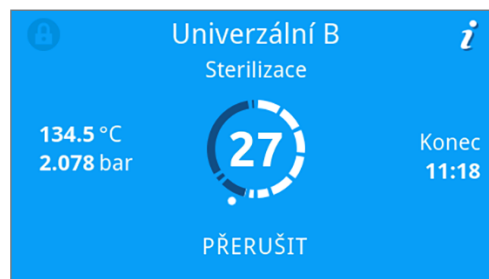 Univerzální B
Sterilizace
134.5 °C
2.078 bar
27
Konec
11:18
PŘERUŠIT